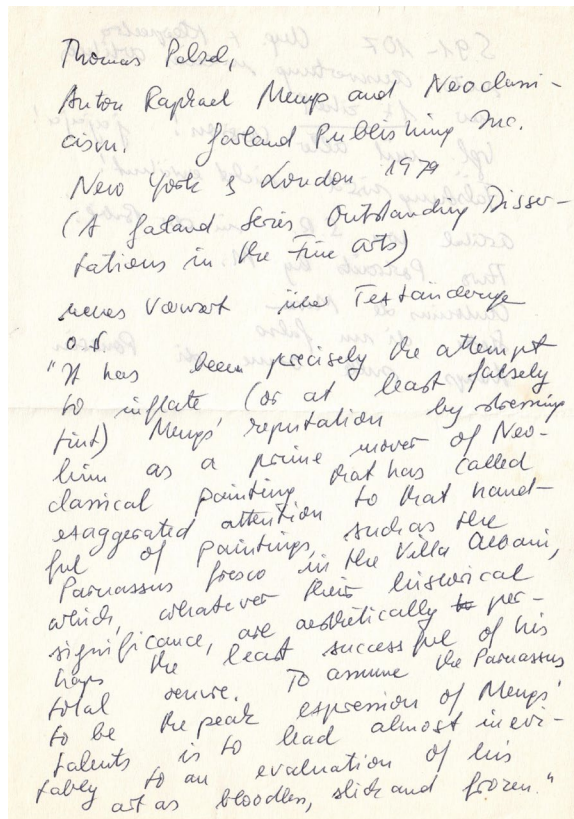 Thomas Pelzel,
Anton Raphael Mengs and Neoclassi-
cism. Garland Publishing Inc.
New York & London 1979
(A Garland Series Outstanding Disser-
tations in the Fine arts)
neues Vorwort über Textänderungen
"It has been precisely the attempt
to inflate (or at least falsely
tint) Mengs' reputation by stressing
him as a prime mover of Neo-
classical painting that has called
exaggerated attention to that hand-
ful of paintings, such as the
Parnassus fresco in the Villa Albani,
which, whatever their historical
significance, are aesthetically per-
haps the least successful of his
total oeuvre. To assume the Parnassus
to be the peak expression of Mengs'
talents is to lead almost inevi-
tably to an evaluation of his
art as bloodless, slick and frozen."